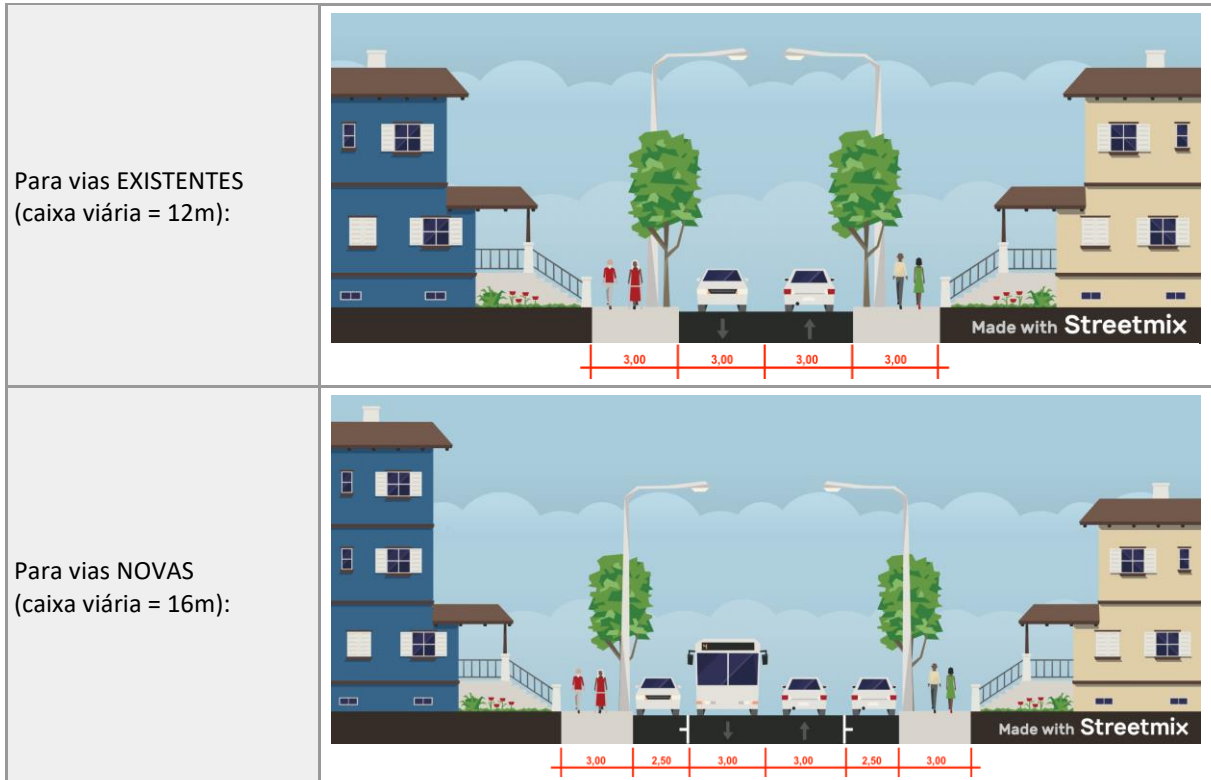 Para vias EXISTENTES
(caixa viária = 12m):
Made with Streetmix
3,00 3,00 3,00 3,00
Para vias NOVAS
(caixa viária = 16m):
4
Made with Streetmix
3,00 2,50 3,00 3,00 2,50 3,00